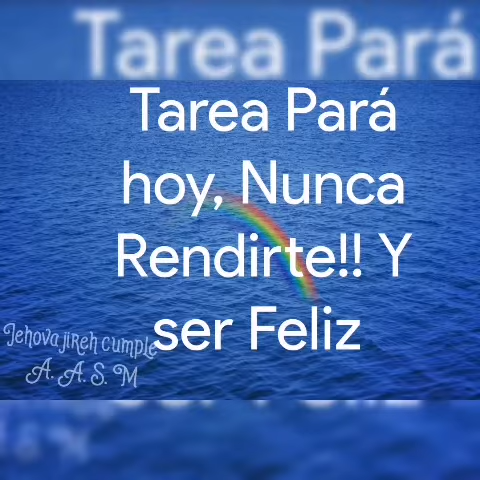 Tarea Pará
Tarea Pará
hoy, Nunca
Rendirte!! Y
ser Feliz
Jehova jireh cumple
A. A. S. M